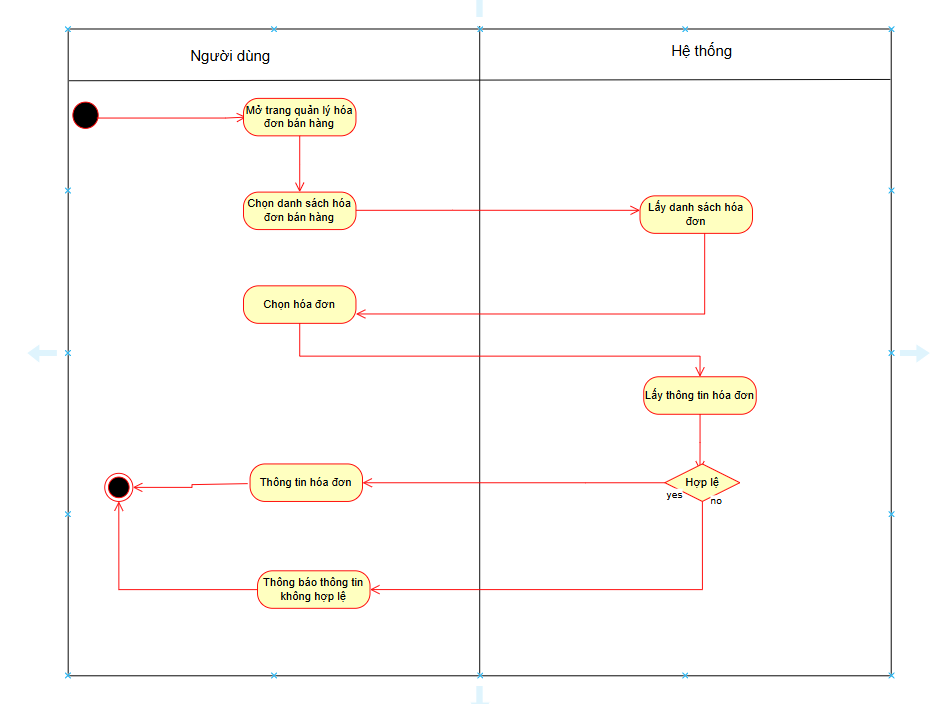 Người dùng
Hệ thống
Mở trang quản lý hóa
đơn bán hàng
Chọn danh sách hóa
đơn bán hàng
Lấy danh sách hóa
đơn
Chọn hóa đơn
Lấy thông tin hóa đơn
Thông tin hóa đơn
Hợp lệ
yes
no
Thông báo thông tin
không hợp lệ